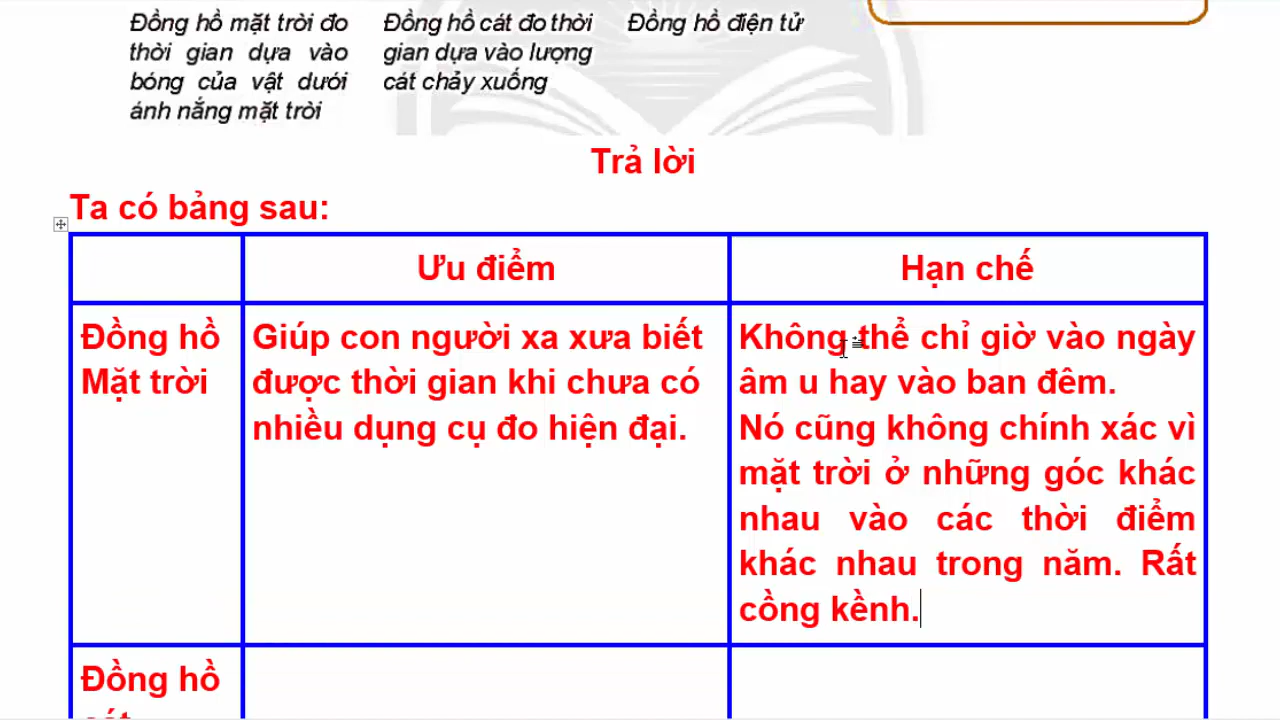 Đồng hồ mặt trời đo
thời gian dựa vào
bóng của vật dưới
ánh nắng mặt trời
Đồng hồ cát đo thời
gian dựa vào lượng
cát chảy xuống
Đồng hồ điện tử
Trả lời
Ta có bảng sau:
Ưu điểm
Hạn chế
Đồng hồ
Mặt trời
Giúp con người xa xưa biết
được thời gian khi chưa có
nhiều dụng cụ đo hiện đại.
Không thể chỉ giờ vào ngày
âm u hay vào ban đêm.
Nó cũng không chính xác vì
mặt trời ở những góc khác
nhau vào các thời điểm
khác nhau trong năm. Rất
cồng kềnh.
Đồng hồ
cát